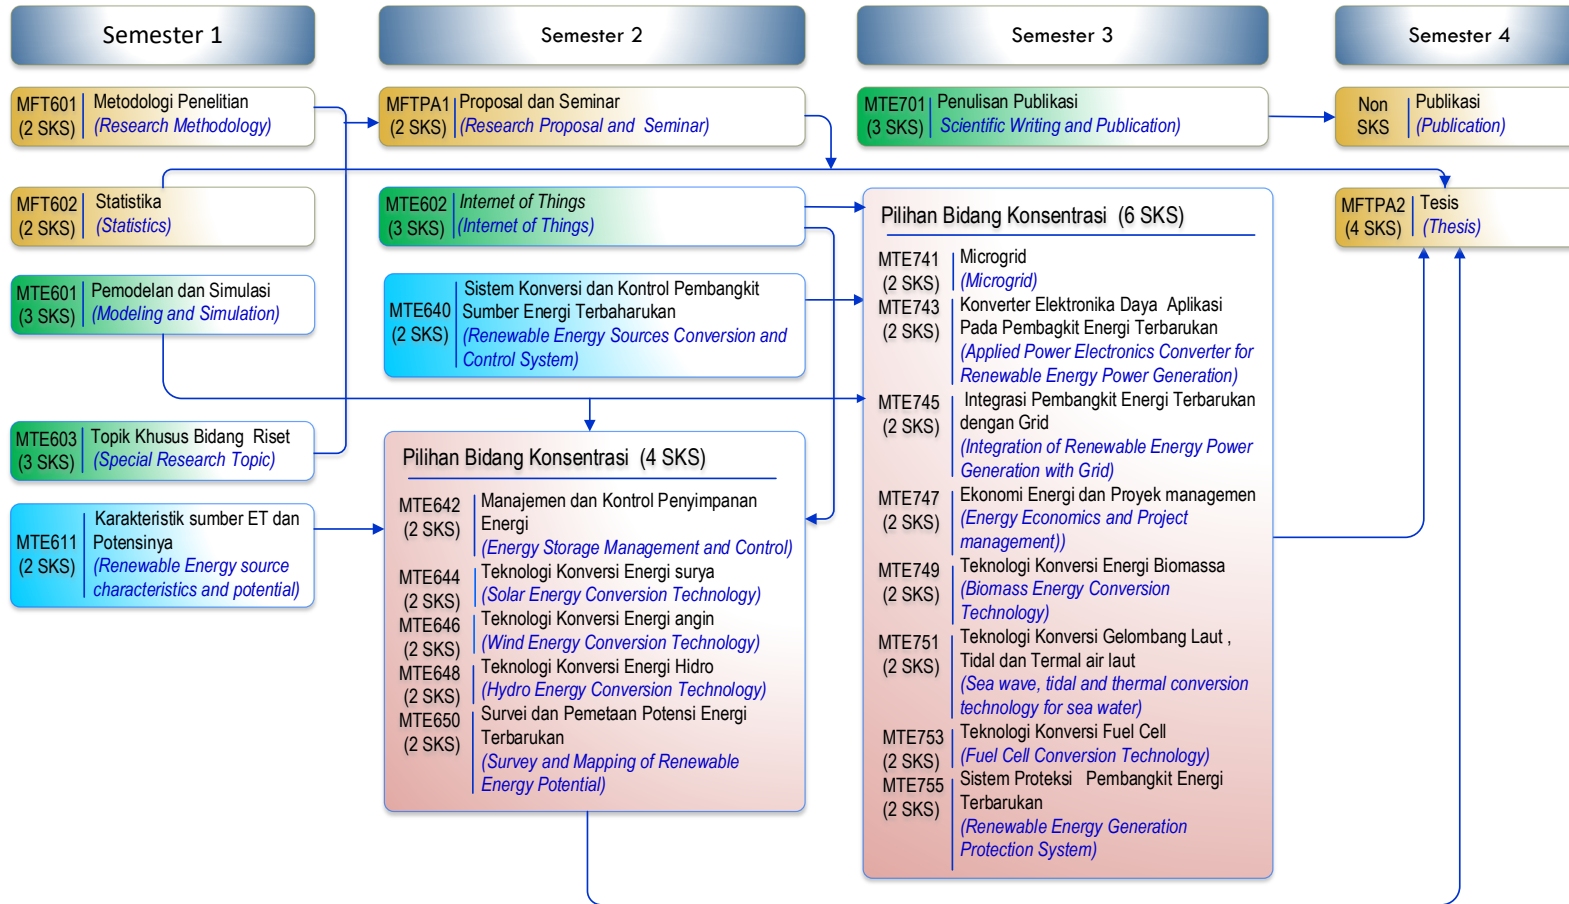 Semester 1
Semester 2
Semester 3
Semester 4
MFT601
(2 SKS)
Metodologi Penelitian
(Research Methodology)
MFTPA1
(2 SKS)
Proposal dan Seminar
(Research Proposal and Seminar)
MTE701
(3 SKS)
Penulisan Publikasi
Scientific Writing and Publication)
Non
SKS
Publikasi
(Publication)
MFT602
(2 SKS)
Statistika
(Statistics)
MTE602
(3 SKS)
Internet of Things
(Internet of Things)
MFTPA2
(4 SKS)
Tesis
(Thesis)
MTE601
(3 SKS)
Pemodelan dan Simulasi
(Modeling and Simulation)
MTE640
(2 SKS)
Sistem Konversi dan Kontrol Pembangkit
Sumber Energi Terbaharukan
(Renewable Energy Sources Conversion and
Control System)
MTE603
(3 SKS)
Topik Khusus Bidang Riset
(Special Research Topic)
MTE611
(2 SKS)
Karakteristik sumber ET dan
Potensinya
(Renewable Energy source
characteristics and potential)
Pilihan Bidang Konsentrasi (4 SKS)
MTE642
(2 SKS)
Manajemen dan Kontrol Penyimpanan
Energi
(Energy Storage Management and Control)
MTE644
(2 SKS)
Teknologi Konversi Energi surya
(Solar Energy Conversion Technology)
MTE646
(2 SKS)
Teknologi Konversi Energi angin
(Wind Energy Conversion Technology)
MTE648
(2 SKS)
Teknologi Konversi Energi Hidro
(Hydro Energy Conversion Technology)
MTE650
(2 SKS)
Survei dan Pemetaan Potensi Energi
Terbarukan
(Survey and Mapping of Renewable
Energy Potential)
Pilihan Bidang Konsentrasi (6 SKS)
MTE741
(2 SKS)
Microgrid
(Microgrid)
MTE743
(2 SKS)
Konverter Elektronika Daya Aplikasi
Pada Pembagkit Energi Terbarukan
(Applied Power Electronics Converter for
Renewable Energy Power Generation)
MTE745
(2 SKS)
Integrasi Pembangkit Energi Terbarukan
dengan Grid
(Integration of Renewable Energy Power
Generation with Grid)
MTE747
(2 SKS)
Ekonomi Energi dan Proyek managemen
(Energy Economics and Project
management))
MTE749
(2 SKS)
Teknologi Konversi Energi Biomassa
(Biomass Energy Conversion
Technology)
MTE751
(2 SKS)
Teknologi Konversi Gelombang Laut ,
Tidal dan Termal air laut
(Sea wave, tidal and thermal conversion
technology for sea water)
MTE753
(2 SKS)
Teknologi Konversi Fuel Cell
(Fuel Cell Conversion Technology)
MTE755
(2 SKS)
Sistem Proteksi Pembangkit Energi
Terbarukan
(Renewable Energy Generation
Protection System)